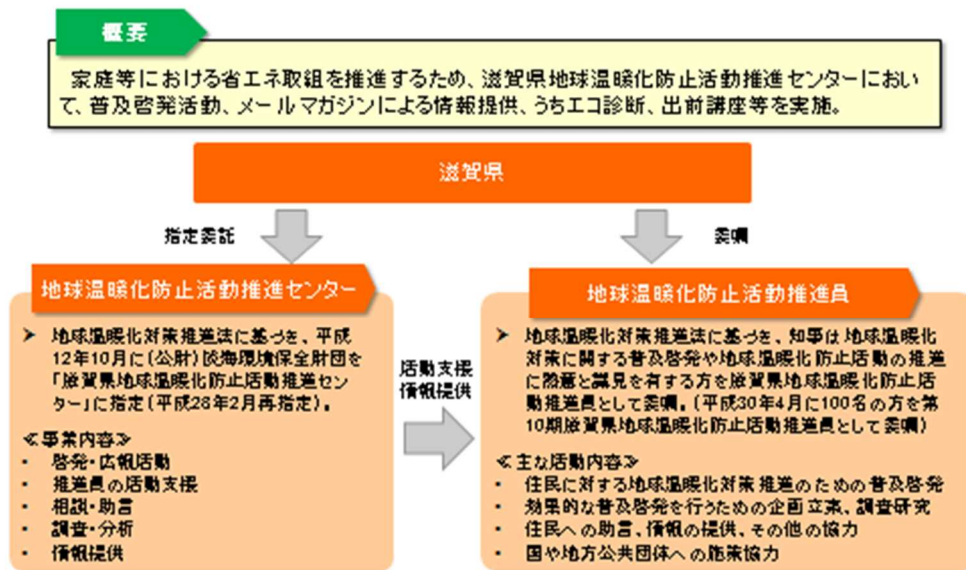 概要
家庭等における省エネ取組を推進するため、滋賀県地球温暖化防止活動推進センターにおい
て、普及啓発活動、メールマガジンによる情報提供、うちエコ診断、出前講座等を実施。
滋賀県
指定委託
委嘱
地球温暖化防止活動推進センター
➤ 地球温暖化対策推進法に基づき、平成
12年10月に(公財)淡海環境保全財団を
「滋賀県地球温暖化防止活動推進セン
ター」に指定(平成28年2月再指定)。
≪事業内容≫
・ 啓発・広報活動
・ 推進員の活動支援
・ 相談・助言
・ 調査・分析
・ 情報提供
活動支援
情報提供
地球温暖化防止活動推進員
➤ 地球温暖化対策推進法に基づき、知事は地球温暖化
対策に関する普及啓発や地球温暖化防止活動の推進
に熱意と識見を有する方を滋賀県地球温暖化防止活
動推進員として委嘱。(平成30年4月に100名の方を第
10期滋賀県地球温暖化防止活動推進員として委嘱)
≪主な活動内容≫
・ 住民に対する地球温暖化対策推進のための普及啓発
・ 効果的な普及啓発を行うための企画立案、調査研究
・ 住民への助言、情報の提供、その他の協力
・ 国や地方公共団体への施策協力